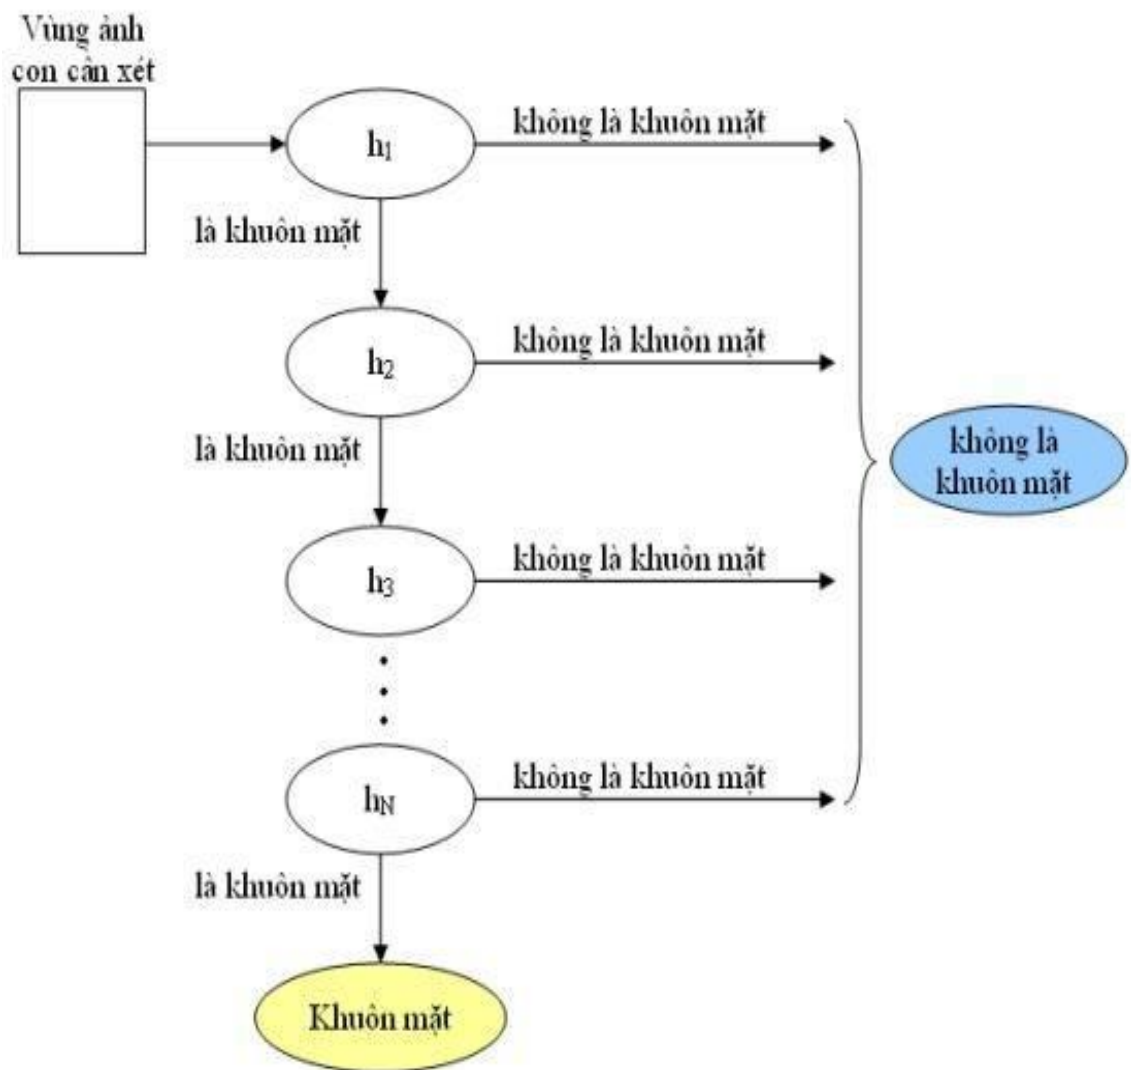 Vùng ảnh
con cần xét
h₁
không là khuôn mặt
là khuôn mặt
h₂
không là khuôn mặt
là khuôn mặt
không là
khuôn mặt
h₃
không là khuôn mặt
h_N
không là khuôn mặt
là khuôn mặt
Khuôn mặt